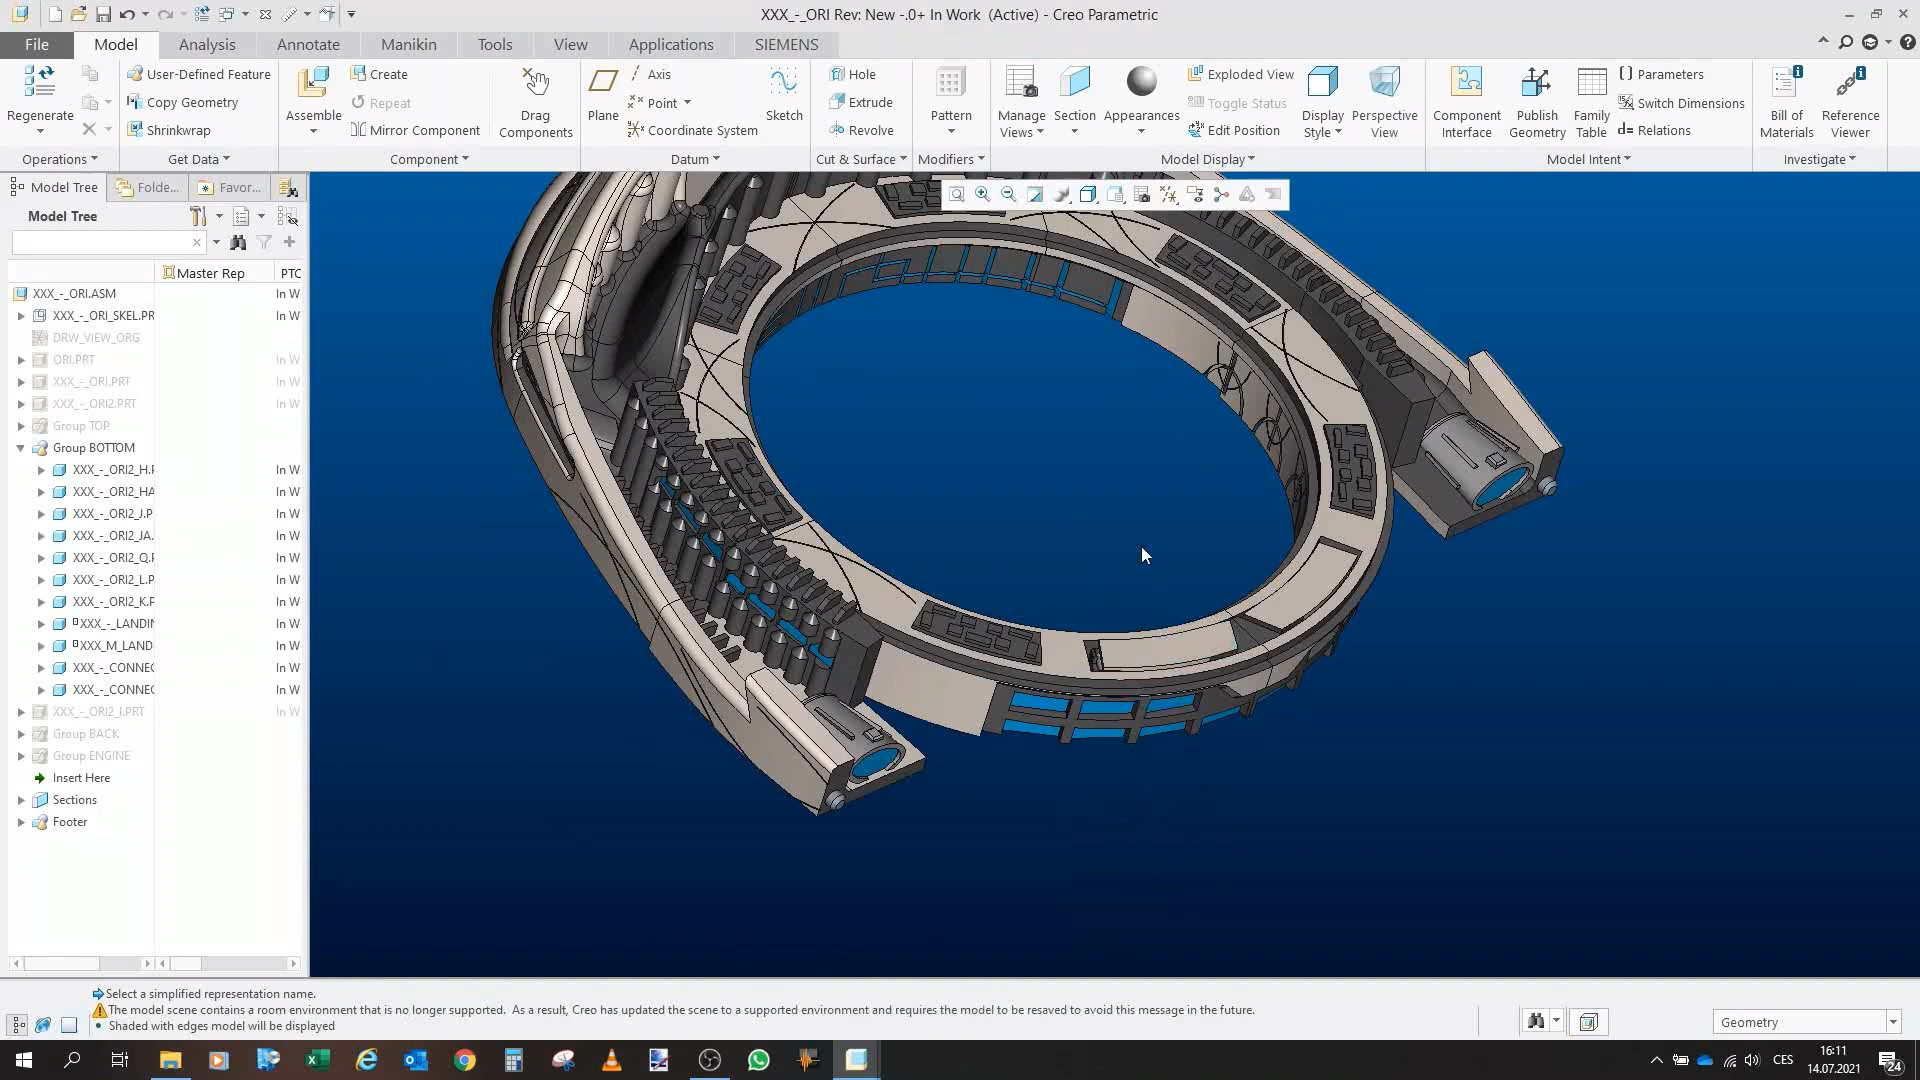 XXX_-_ORI Rev: New -.0+ In Work (Active) - Creo Parametric
File Model Analysis Annotate Manikin Tools View Applications SIEMENS
Regenerate
User-Defined Feature
Copy Geometry
Shrinkwrap
Assemble
Create
Repeat
Mirror Component
Drag
Components
Plane
Axis
Point
Coordinate System
Sketch
Hole
Extrude
Revolve
Pattern
Manage
Views
Section
Appearances
Exploded View
Toggle Status
Edit Position
Display
Style
Perspective
View
Component
Interface
Publish
Geometry
Family
Table
Parameters
Switch Dimensions
Relations
Bill of
Materials
Reference
Viewer
Operations Get Data Component Datum Cut & Surface Modifiers Model Display Model Intent Investigate
Model Tree Folde... Favor...
Model Tree
Master Rep PTC
XXX_-_ORI.ASM In W
XXX_-_ORI_SKEL.PR In W
DRW_VIEW_ORG
ORI.PRT In W
XXX_-_ORI.PRT In W
XXX_-_ORI2.PRT In W
Group TOP
Group BOTTOM
XXX_-_ORI2_H.P In W
XXX_-_ORI2_HA In W
XXX_-_ORI2_J.P In W
XXX_-_ORI2_JA. In W
XXX_-_ORI2_Q.P In W
XXX_-_ORI2_L.P In W
XXX_-_ORI2_K.P In W
XXX_-_LANDIN In W
XXX_M_LAND In W
XXX_-_CONNEC In W
XXX_-_CONNEC In W
XXX_-_ORI2_I.PRT In W
Group BACK
Group ENGINE
Insert Here
Sections
Footer
Select a simplified representation name.
The model scene contains a room environment that is no longer supported. As a result, Creo has updated the scene to a supported environment and requires the model to be resaved to avoid this message in the future.
Shaded with edges model will be displayed
Geometry
CES
16:11
14.07.2021
24